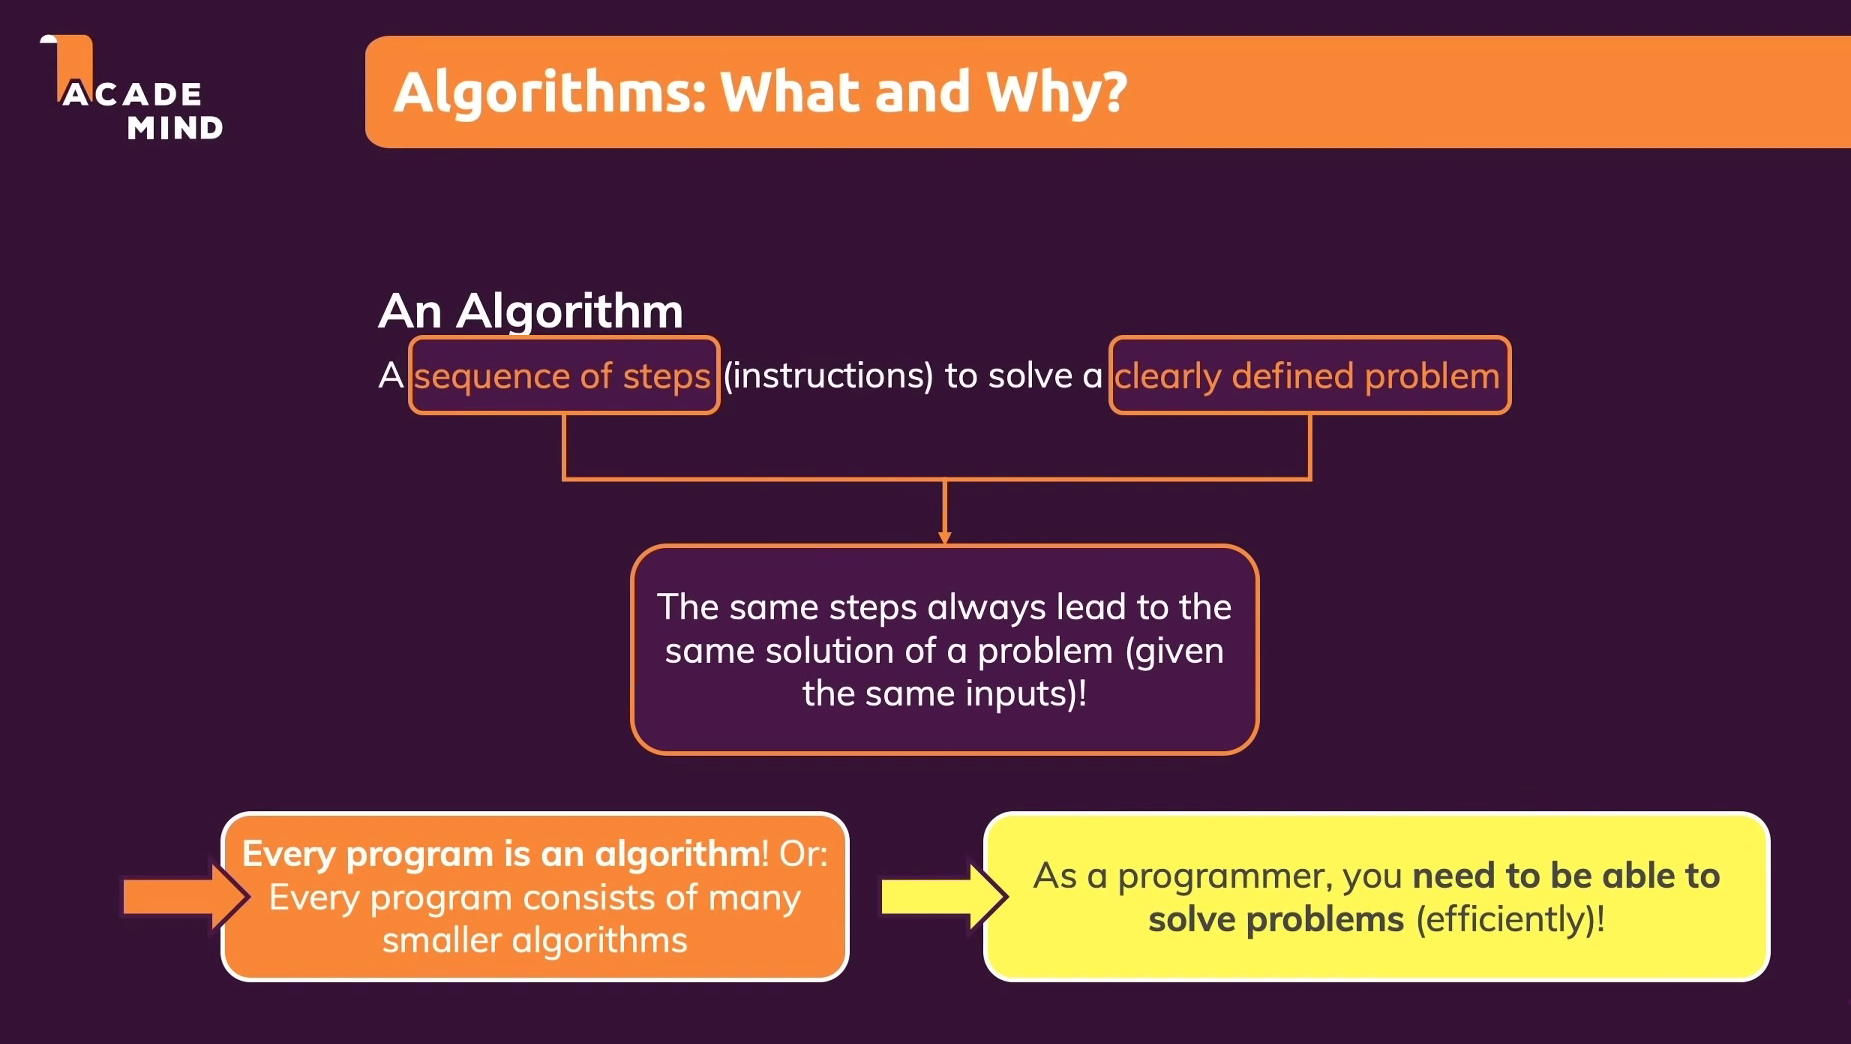 ACADE
MIND
Algorithms: What and Why?
An Algorithm
A sequence of steps (instructions) to solve a clearly defined problem
The same steps always lead to the
same solution of a problem (given
the same inputs)!
Every program is an algorithm! Or:
Every program consists of many
smaller algorithms
As a programmer, you need to be able to
solve problems (efficiently)!